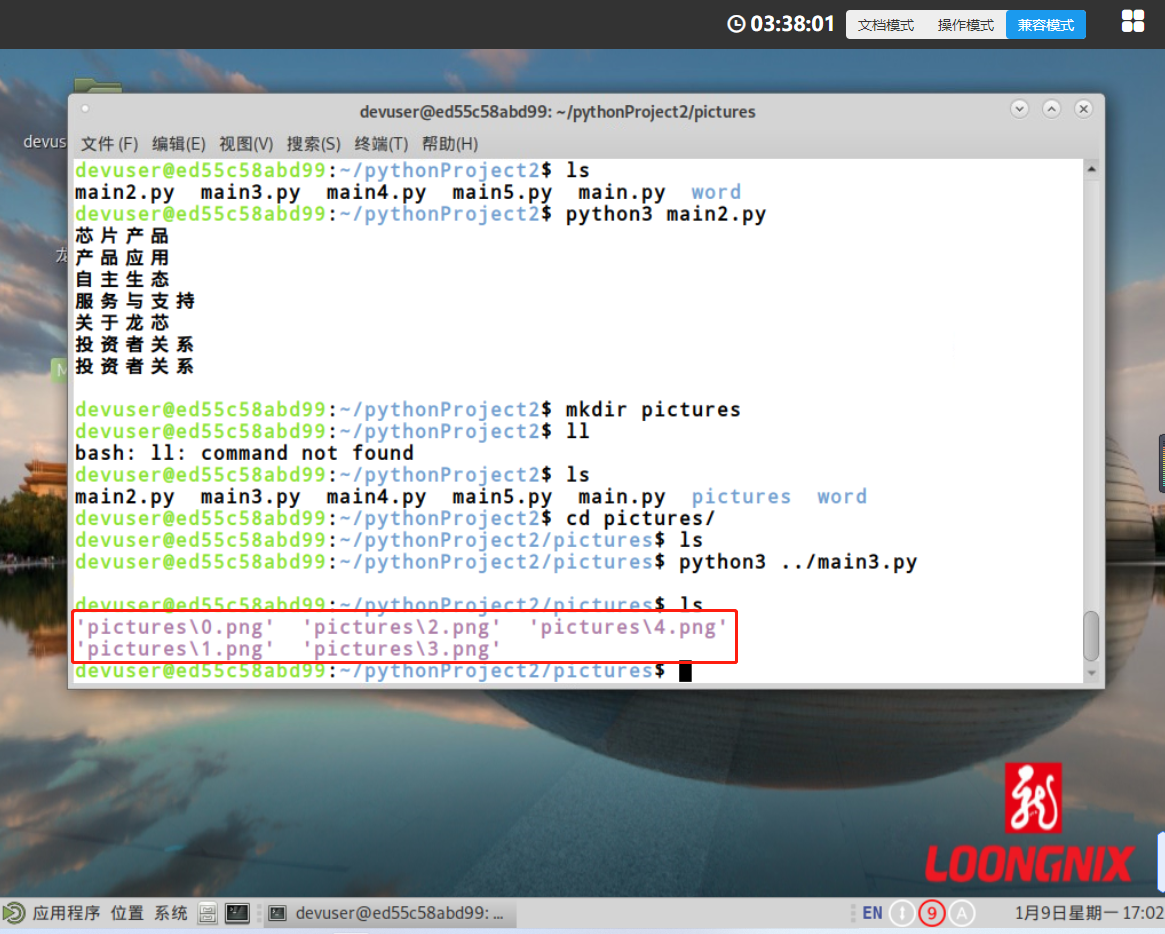 03:38:01 文档模式 操作模式 兼容模式
devuser@ed55c58abd99: ~/pythonProject2/pictures
devus
文件 (F) 编辑(E) 视图(V) 搜索(S) 终端(T) 帮助(H)
devuser@ed55c58abd99:~/pythonProject2$ ls
main2.py main3.py main4.py main5.py main.py word
devuser@ed55c58abd99:~/pythonProject2$ python3 main2.py
芯片产品
产品应用
自主生态
服务与支持
关于龙芯
投资者关系
投资者关系
devuser@ed55c58abd99:~/pythonProject2$ mkdir pictures
devuser@ed55c58abd99:~/pythonProject2$ ll
bash: ll: command not found
devuser@ed55c58abd99:~/pythonProject2$ ls
main2.py main3.py main4.py main5.py main.py pictures word
devuser@ed55c58abd99:~/pythonProject2$ cd pictures/
devuser@ed55c58abd99:~/pythonProject2/pictures$ ls
devuser@ed55c58abd99:~/pythonProject2/pictures$ python3 ../main3.py
devuser@ed55c58abd99:~/pythonProject2/pictures$ ls
'pictures\0.png' 'pictures\2.png' 'pictures\4.png'
'pictures\1.png' 'pictures\3.png'
devuser@ed55c58abd99:~/pythonProject2/pictures$
LOONGNIX
应用程序 位置 系统 devuser@ed55c58abd99: ... EN 9 A 1月9日星期一 17:02